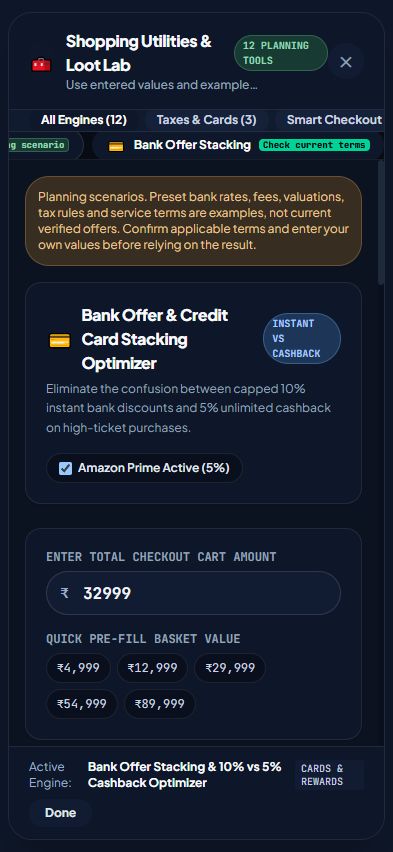 Shopping Utilities &
Loot Lab
12 PLANNING
TOOLS
Use entered values and example…
All Engines (12)
Taxes & Cards (3)
Smart Checkout
g scenario
Bank Offer Stacking
Check current terms
Planning scenarios. Preset bank rates, fees, valuations,
tax rules and service terms are examples, not current
verified offers. Confirm applicable terms and enter your
own values before relying on the result.
Bank Offer & Credit
Card Stacking
Optimizer
INSTANT
VS
CASHBACK
Eliminate the confusion between capped 10%
instant bank discounts and 5% unlimited cashback
on high-ticket purchases.
Amazon Prime Active (5%)
ENTER TOTAL CHECKOUT CART AMOUNT
₹ 32999
QUICK PRE-FILL BASKET VALUE
₹4,999 ₹12,999 ₹29,999
₹54,999 ₹89,999
Active
Engine:
Bank Offer Stacking & 10% vs 5%
Cashback Optimizer
CARDS &
REWARDS
Done